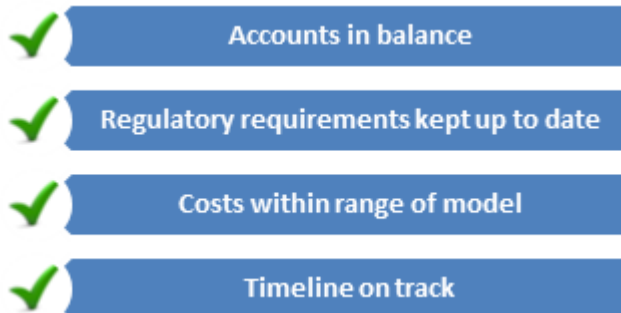 Accounts in balance
Regulatory requirements kept up to date
Costs within range of model
Timeline on track